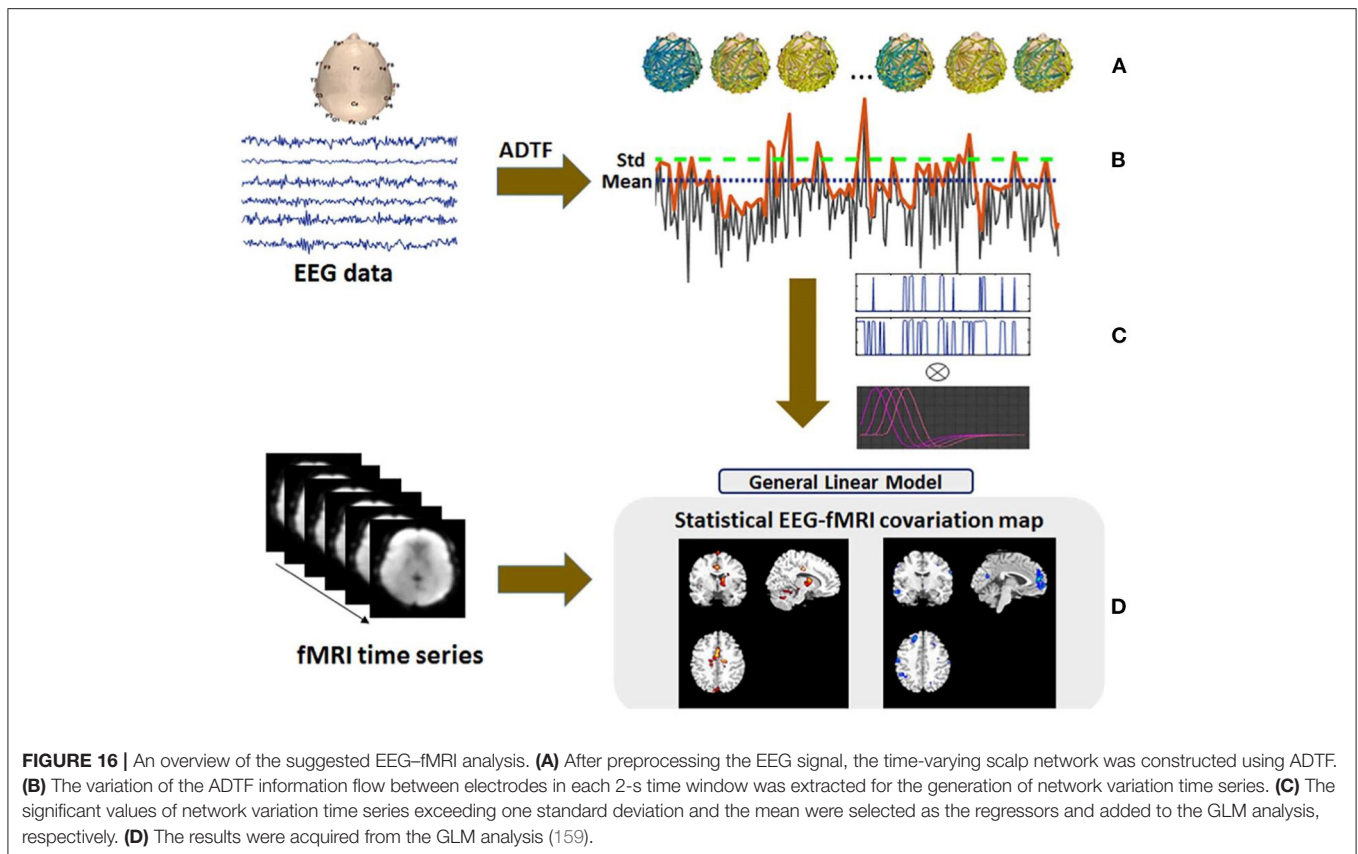 A
ADTF
Std
Mean
B
EEG data
C
General Linear Model
Statistical EEG-fMRI covariation map
D
fMRI time series
FIGURE 16 | An overview of the suggested EEG–fMRI analysis. (A) After preprocessing the EEG signal, the time-varying scalp network was constructed using ADTF.
(B) The variation of the ADTF information flow between electrodes in each 2-s time window was extracted for the generation of network variation time series. (C) The
significant values of network variation time series exceeding one standard deviation and the mean were selected as the regressors and added to the GLM analysis,
respectively. (D) The results were acquired from the GLM analysis (159).